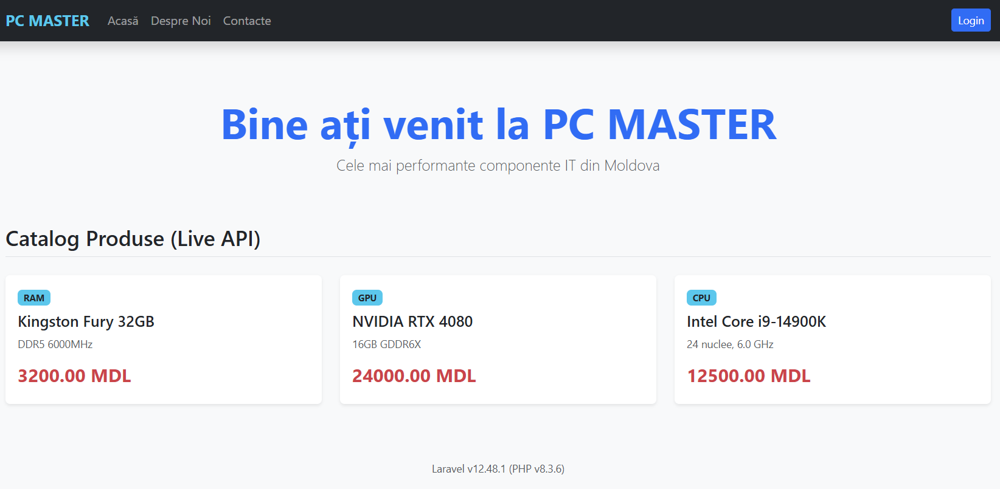 PC MASTER Acasă Despre Noi Contacte Login
Bine ați venit la PC MASTER
Cele mai performante componente IT din Moldova
Catalog Produse (Live API)
RAM
Kingston Fury 32GB
DDR5 6000MHz
3200.00 MDL
GPU
NVIDIA RTX 4080
16GB GDDR6X
24000.00 MDL
CPU
Intel Core i9-14900K
24 nuclee, 6.0 GHz
12500.00 MDL
Laravel v12.48.1 (PHP v8.3.6)